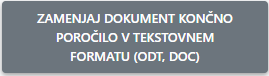 ZAMENJAJ DOKUMENT KONČNO
POROČILO V TEKSTOVNEM
FORMATU (ODT, DOC)